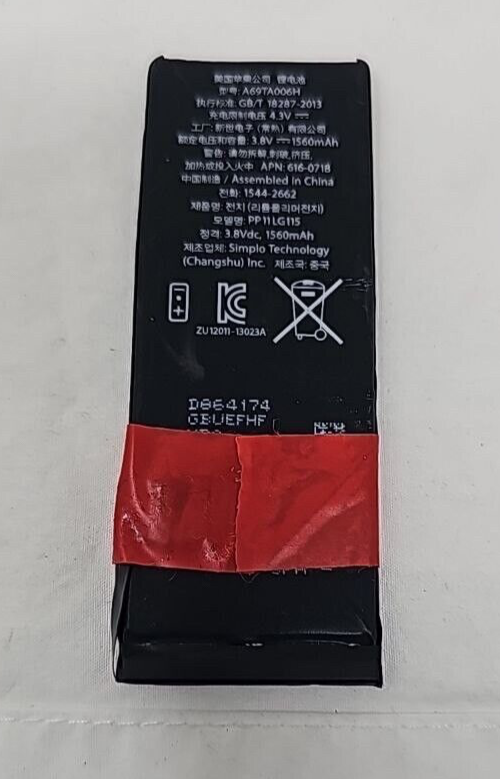 美国苹果公司 锂电池
型号: A69TA006H
执行标准: GB/T 18287-2013
充电限制电压 4.3V ⎓
工厂: 新世电子 (常熟) 有限公司
额定电压和容量: 3.8V ⎓ 1560mAh
警告: 请勿拆解,刺破,挤压,
加热或投入火中 APN: 616-0718
中国制造 / Assembled in China
전화: 1544-2662
제품명: 전지 (리튬폴리머전지)
모델명: PP11LG115
정격: 3.8Vdc, 1560mAh
제조업체: Simplo Technology
(Changshu) Inc. 제조국: 중국
ZU12011-13023A
D864174
GBUEFHF